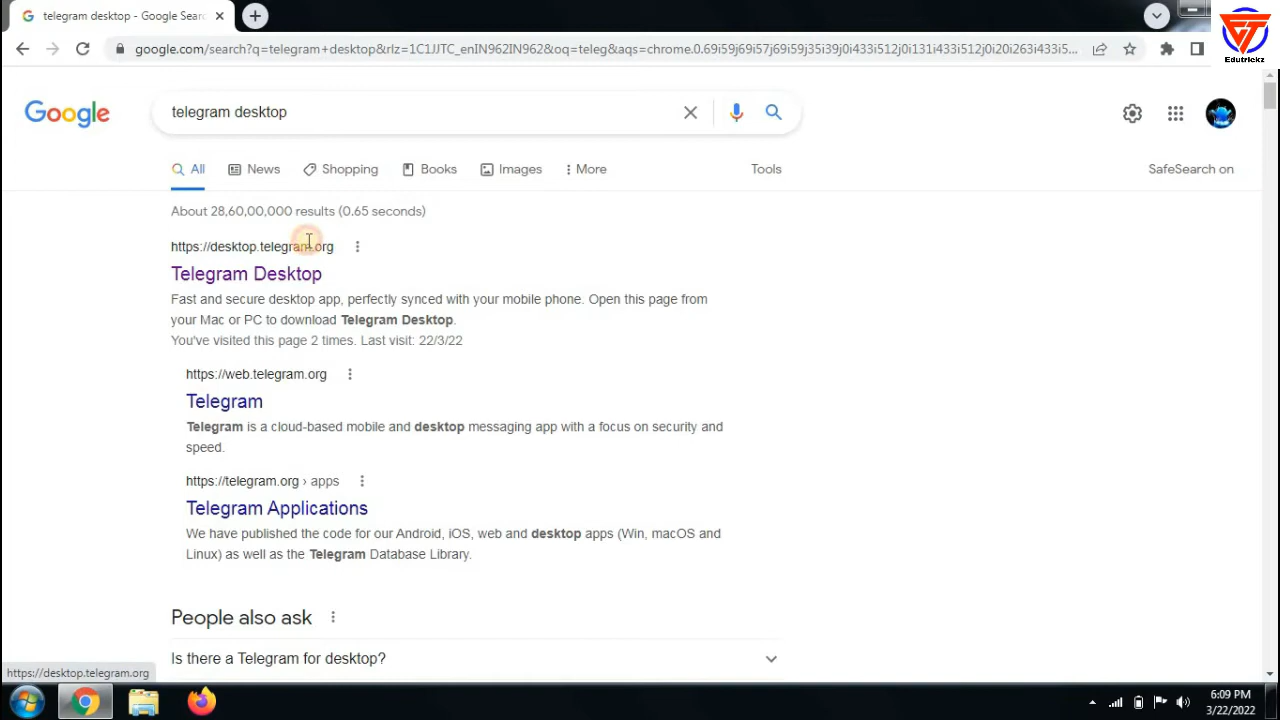 telegram desktop - Google Sear
google.com/search?q=telegram+desktop&rlz=1C1JJTC_enIN962IN962&oq=teleg&aqs=chrome.0.69i59j69i57j69i59j35i39j0i433i512j0i131i433i512j0i20i263i433i5...
Edutrickz
Google
telegram desktop
All News Shopping Books Images More Tools SafeSearch on
About 28,60,00,000 results (0.65 seconds)
https://desktop.telegram.org
Telegram Desktop
Fast and secure desktop app, perfectly synced with your mobile phone. Open this page from
your Mac or PC to download Telegram Desktop.
You've visited this page 2 times. Last visit: 22/3/22
https://web.telegram.org
Telegram
Telegram is a cloud-based mobile and desktop messaging app with a focus on security and
speed.
https://telegram.org › apps
Telegram Applications
We have published the code for our Android, iOS, web and desktop apps (Win, macOS and
Linux) as well as the Telegram Database Library.
People also ask
Is there a Telegram for desktop?
https://desktop.telegram.org
6:09 PM
3/22/2022